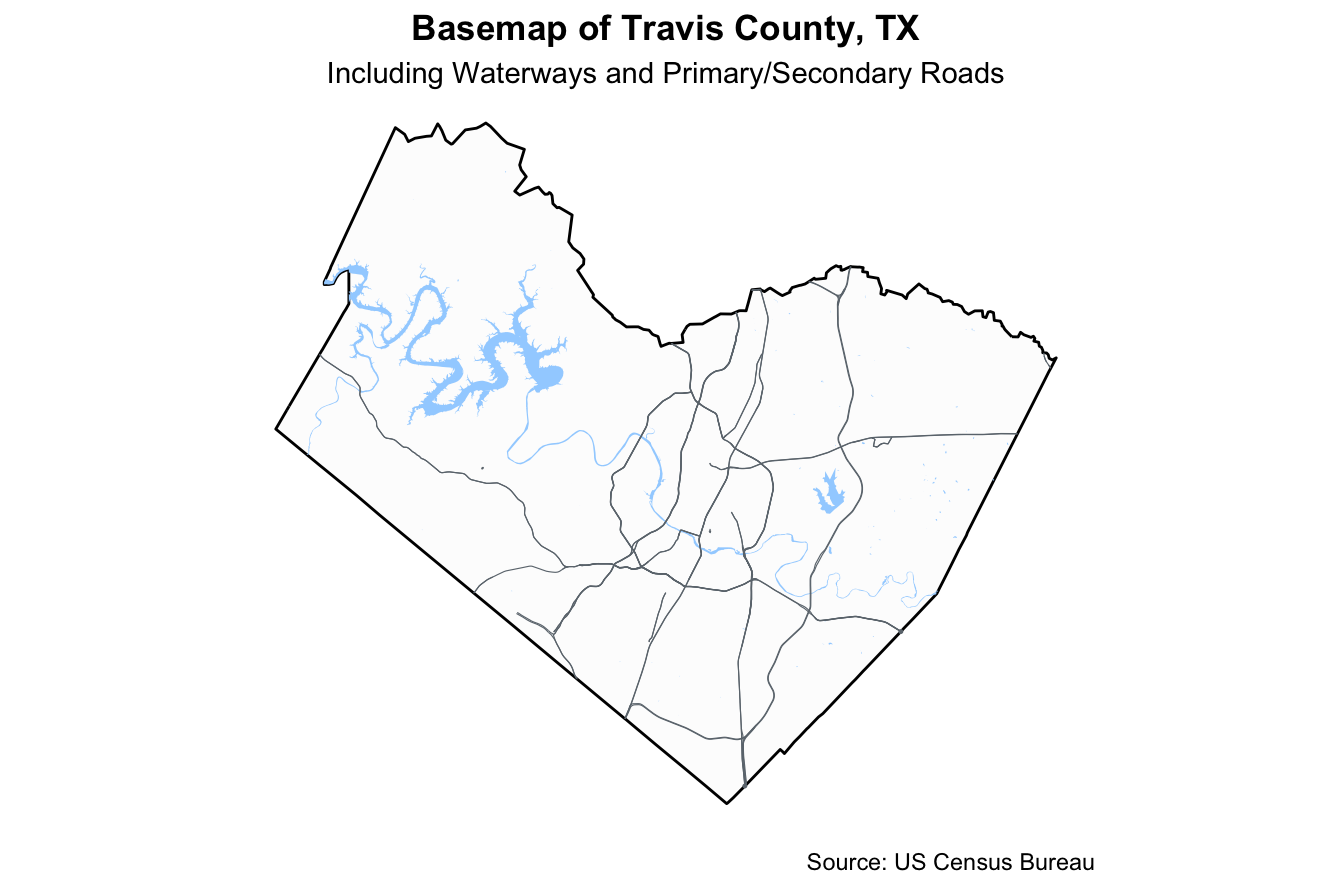 Basemap of Travis County, TX
Including Waterways and Primary/Secondary Roads
Source: US Census Bureau